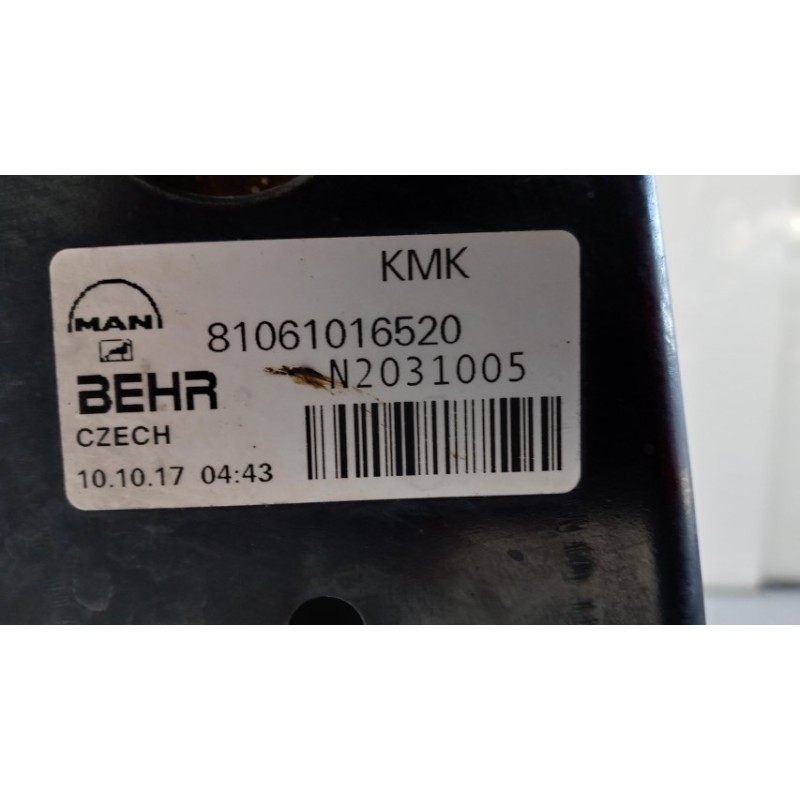 KMK
MAN
81061016520
N2031005
BEHR
CZECH
10.10.17 04:43